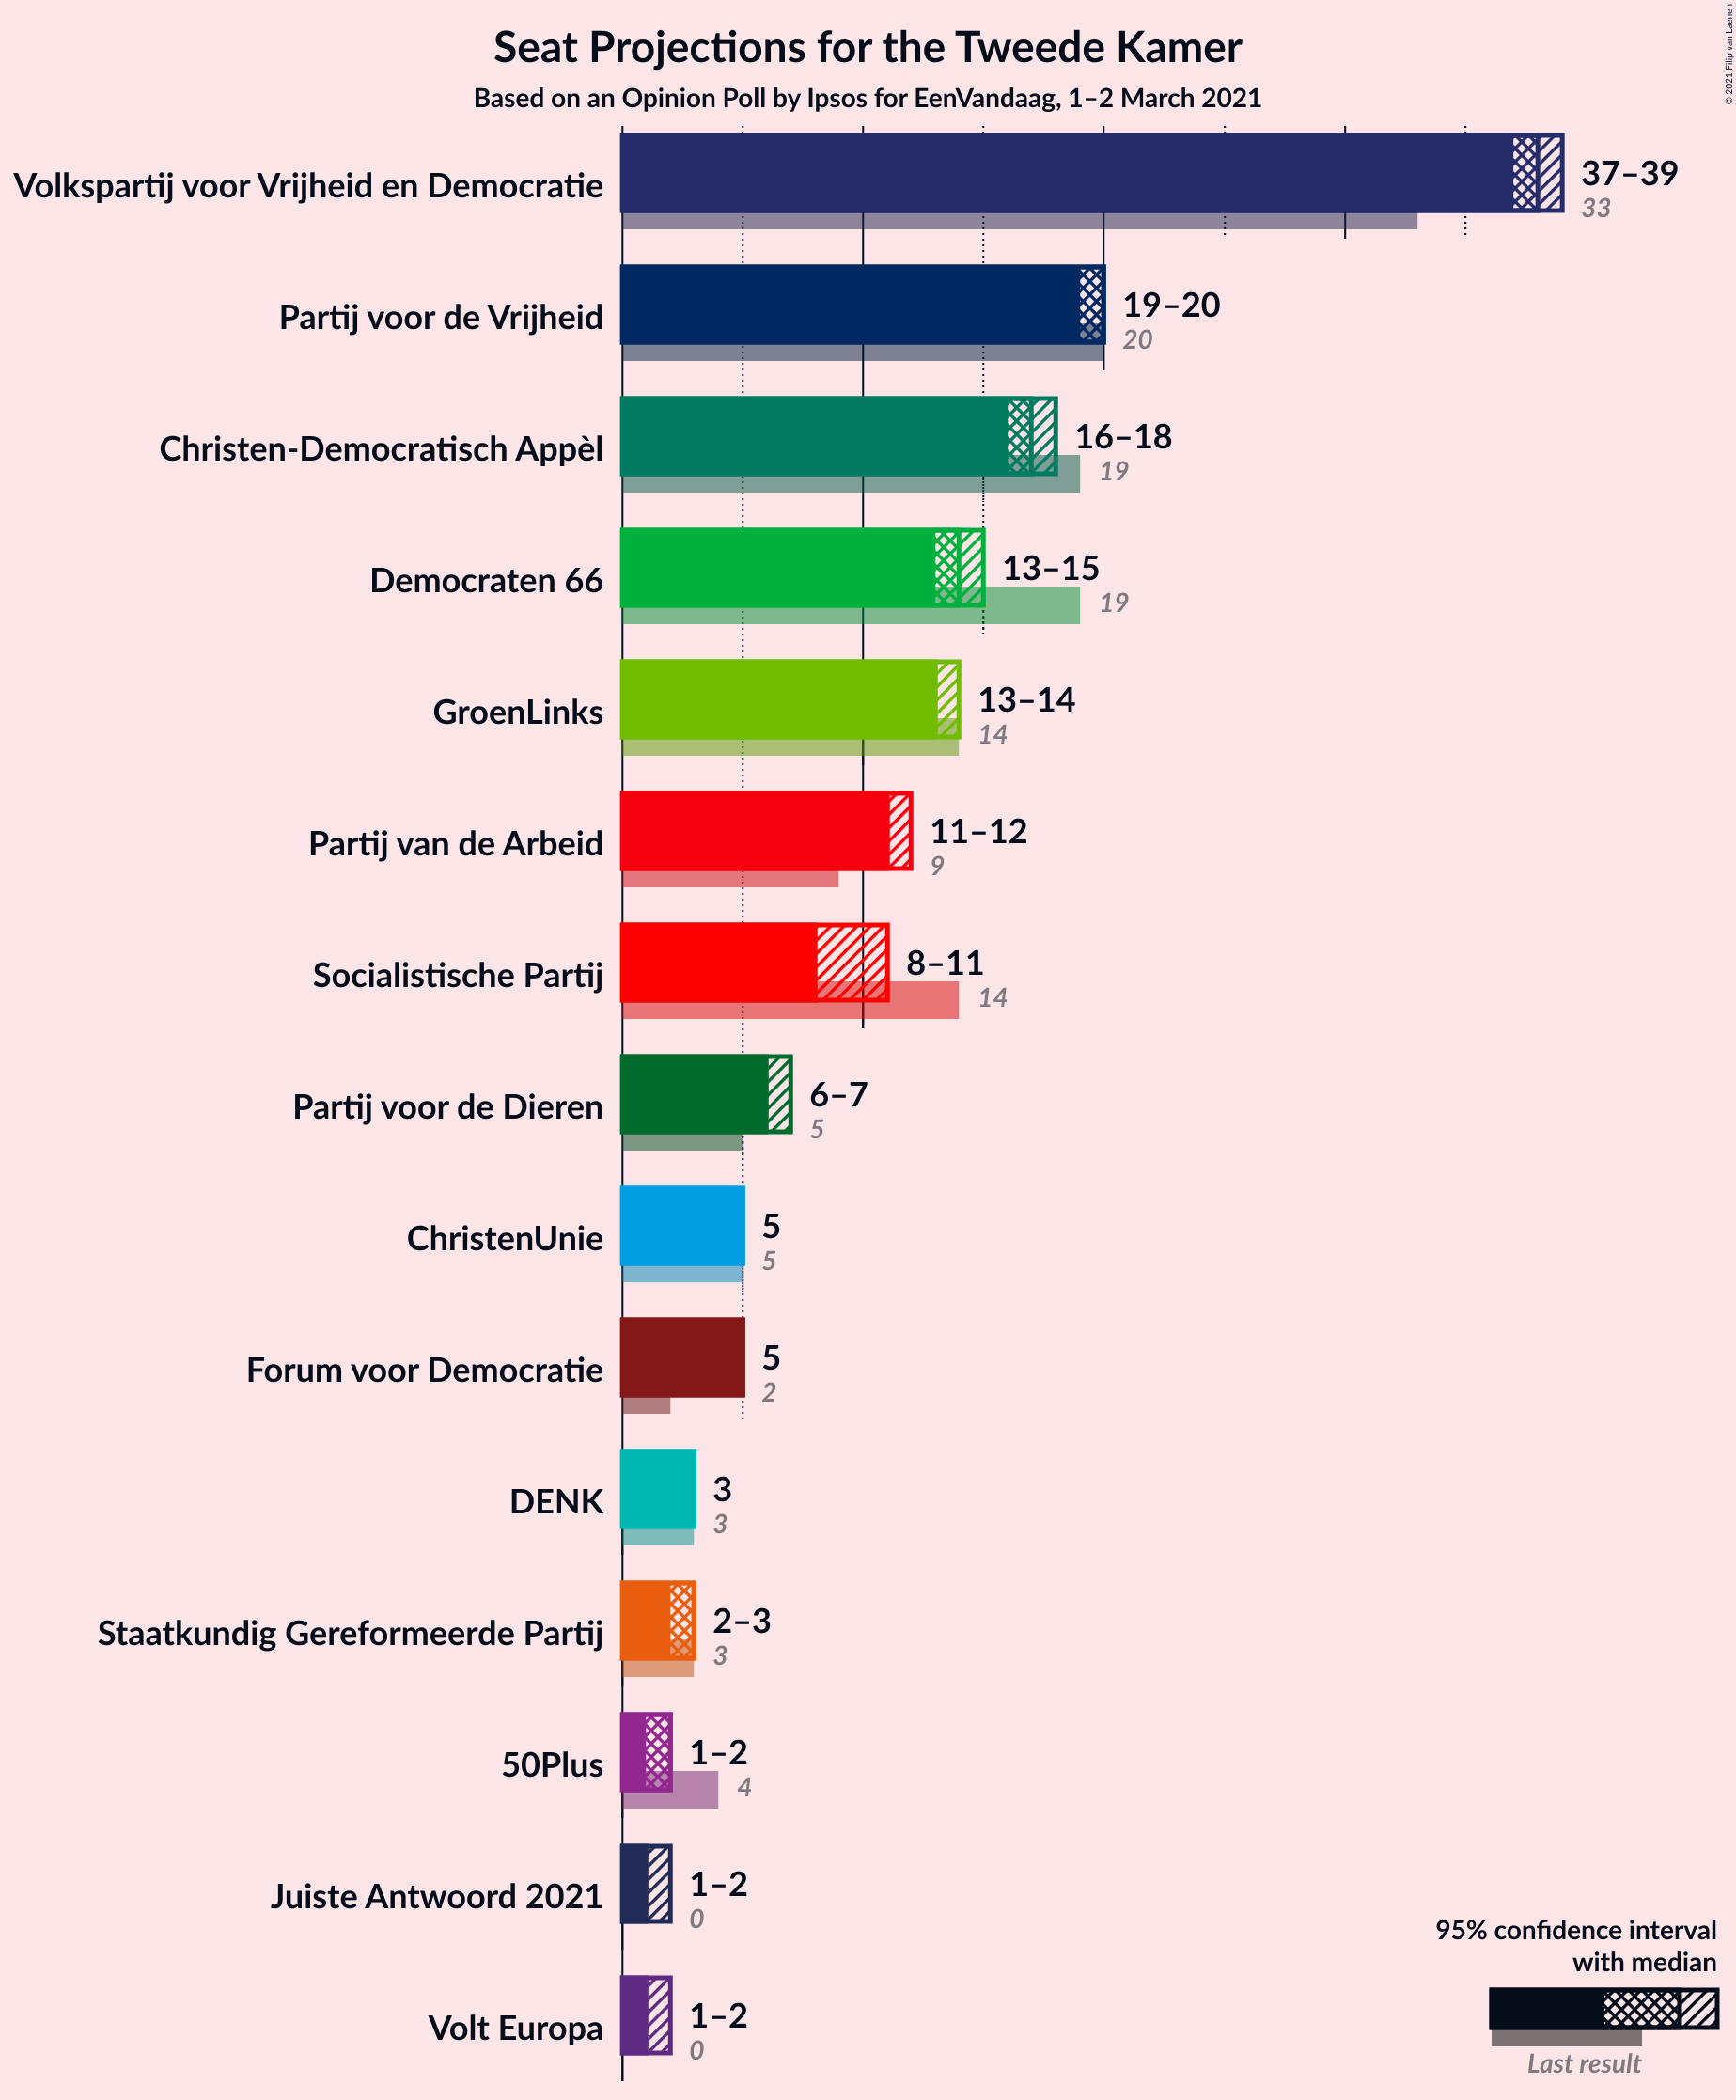 Seat Projections for the Tweede Kamer
Based on an Opinion Poll by Ipsos for EenVandaag, 1–2 March 2021
© 2021 Filip van Laenen
Volkspartij voor Vrijheid en Democratie
37–39
33
Partij voor de Vrijheid
19–20
20
Christen-Democratisch Appèl
16–18
19
Democraten 66
13–15
19
GroenLinks
13–14
14
Partij van de Arbeid
11–12
9
Socialistische Partij
8–11
14
Partij voor de Dieren
6–7
5
ChristenUnie
5
5
Forum voor Democratie
5
2
DENK
3
3
Staatkundig Gereformeerde Partij
2–3
3
50Plus
1–2
4
Juiste Antwoord 2021
1–2
0
Volt Europa
1–2
0
95% confidence interval
with median
Last result